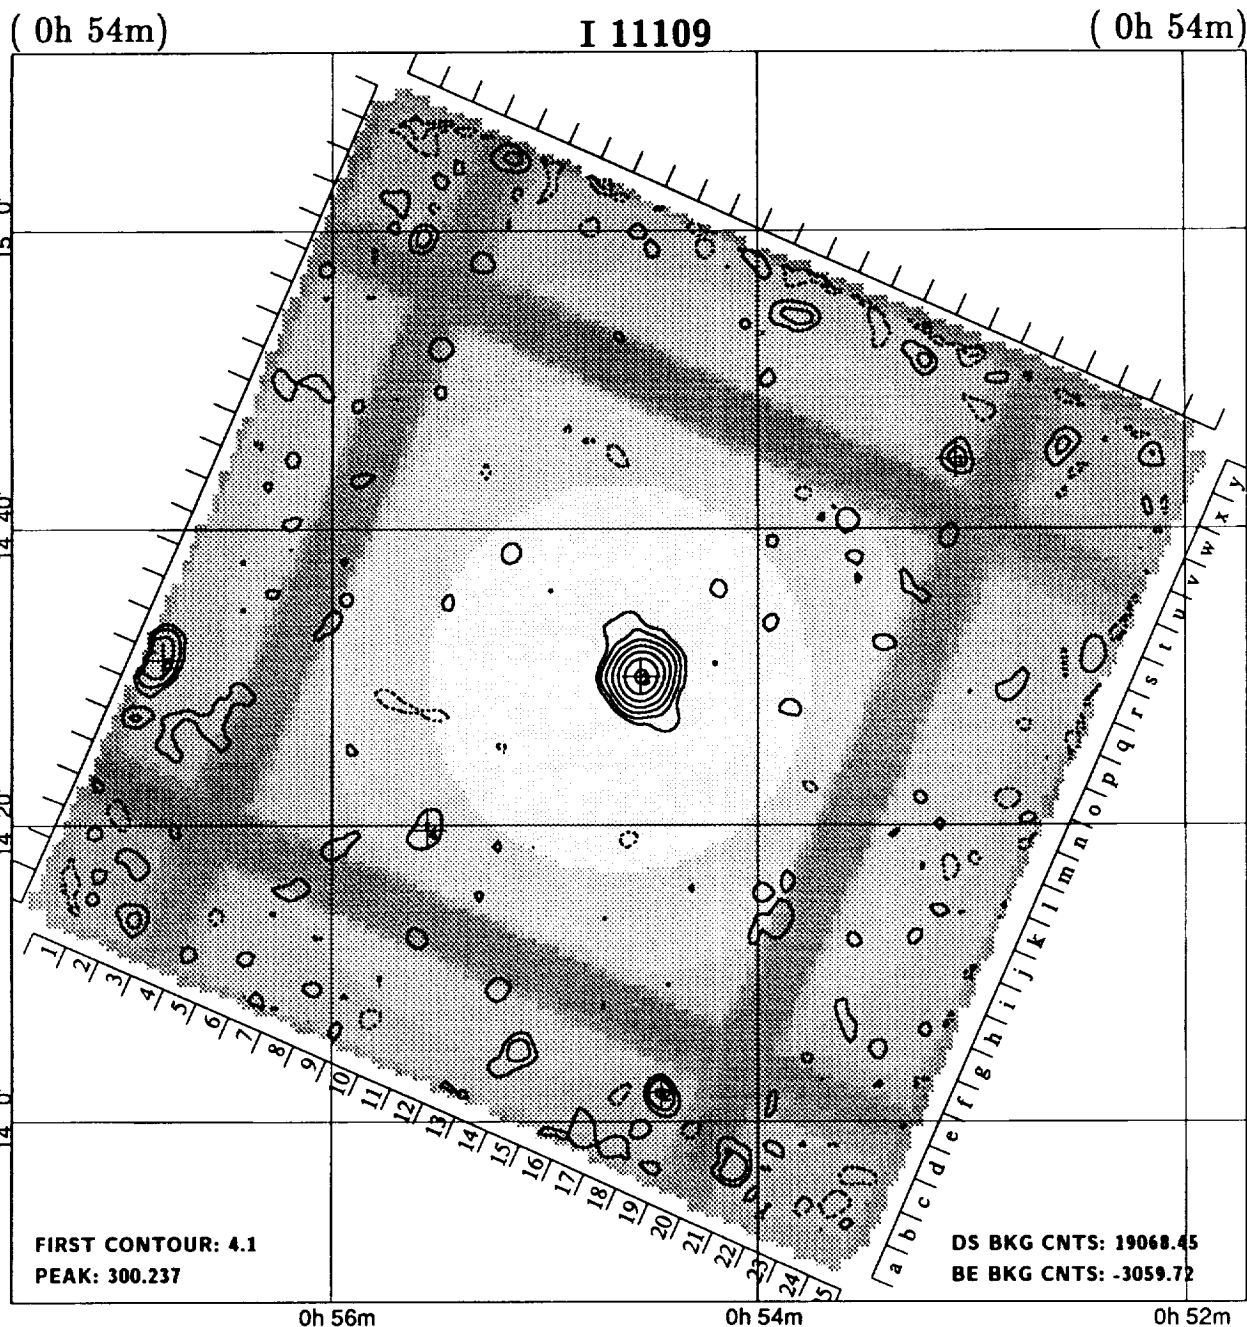 ( 0h 54m) I 11109 ( 0h 54m)
15 0'
14 40'
14 20'
14 0'
1 2 3 4 5 6 7 8 9 10 11 12 13 14 15 16 17 18 19 20 21 22 23 24 25
a b c d e f g h i j k l m n o p q r s t u v w x y
FIRST CONTOUR: 4.1
PEAK: 300.237
DS BKG CNTS: 19068.45
BE BKG CNTS: -3059.72
0h 56m 0h 54m 0h 52m